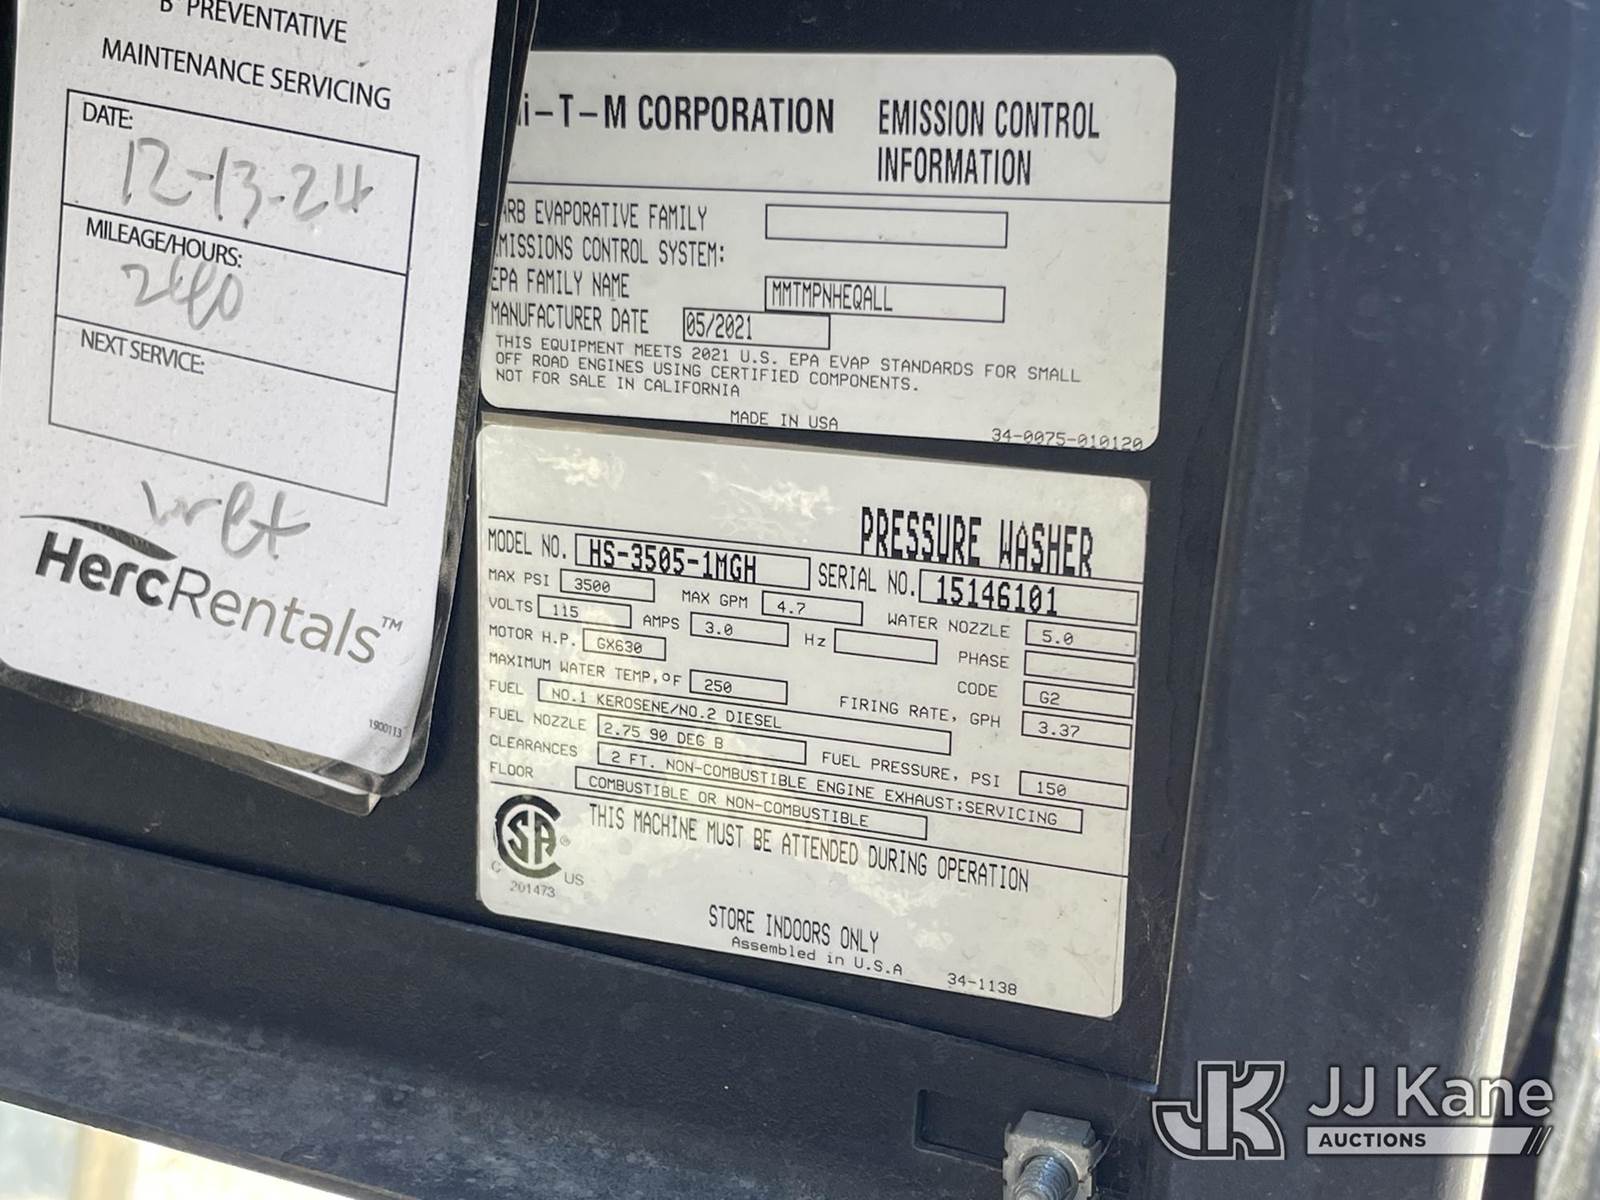 B PREVENTATIVE
MAINTENANCE SERVICING
DATE:
12-13-24
MILEAGE/HOURS:
NEXT SERVICE:
HercRentals™
1900113
i-T-M CORPORATION
EMISSION CONTROL
INFORMATION
ARB EVAPORATIVE FAMILY
EMISSIONS CONTROL SYSTEM:
EPA FAMILY NAME MMTMPNHEQALL
MANUFACTURER DATE 05/2021
THIS EQUIPMENT MEETS 2021 U.S. EPA EVAP STANDARDS FOR SMALL
OFF ROAD ENGINES USING CERTIFIED COMPONENTS.
NOT FOR SALE IN CALIFORNIA
MADE IN USA
34-0075-010120
PRESSURE WASHER
MODEL NO. HS-3505-1MGH SERIAL NO. 15146101
MAX PSI 3500 MAX GPM 4.7 WATER NOZZLE 5.0
VOLTS 115 AMPS 3.0 Hz PHASE
MOTOR H.P. GX630 CODE G2
MAXIMUM WATER TEMP,°F 250 FIRING RATE, GPH 3.37
FUEL NO.1 KEROSENE/NO.2 DIESEL
FUEL NOZZLE 2.75 90 DEG B FUEL PRESSURE, PSI 150
CLEARANCES 2 FT. NON-COMBUSTIBLE ENGINE EXHAUST;SERVICING
FLOOR COMBUSTIBLE OR NON-COMBUSTIBLE
THIS MACHINE MUST BE ATTENDED DURING OPERATION
SA®
C US
201473
STORE INDOORS ONLY
Assembled in U.S.A
34-1138
JK JJ Kane
AUCTIONS